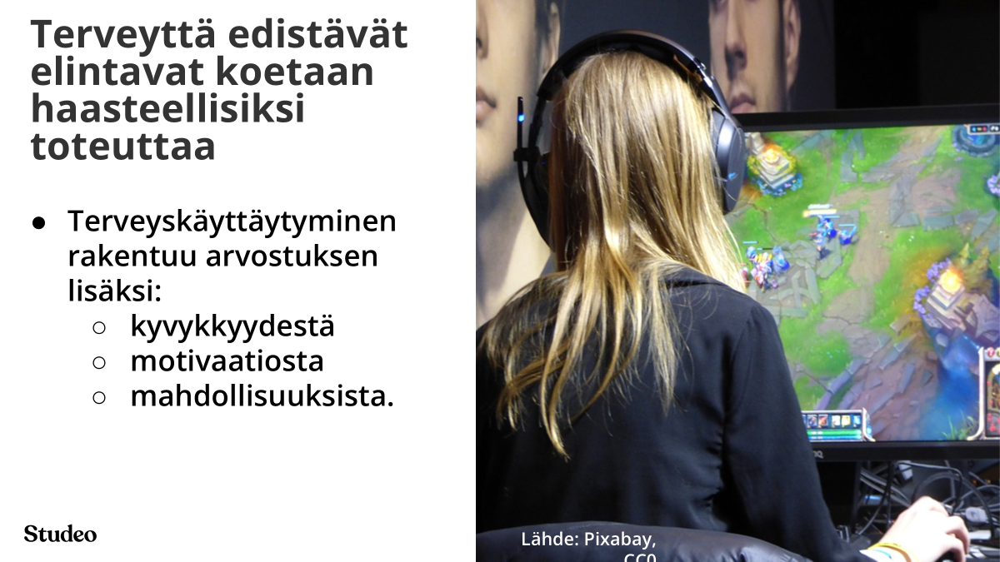 Terveyttä edistävät
elintavat koetaan
haasteellisiksi
toteuttaa
● Terveyskäyttäytyminen
rakentuu arvostuksen
lisäksi:
○ kyvykkyydestä
○ motivaatiosta
○ mahdollisuuksista.
Studeo
Lähde: Pixabay,
CC0